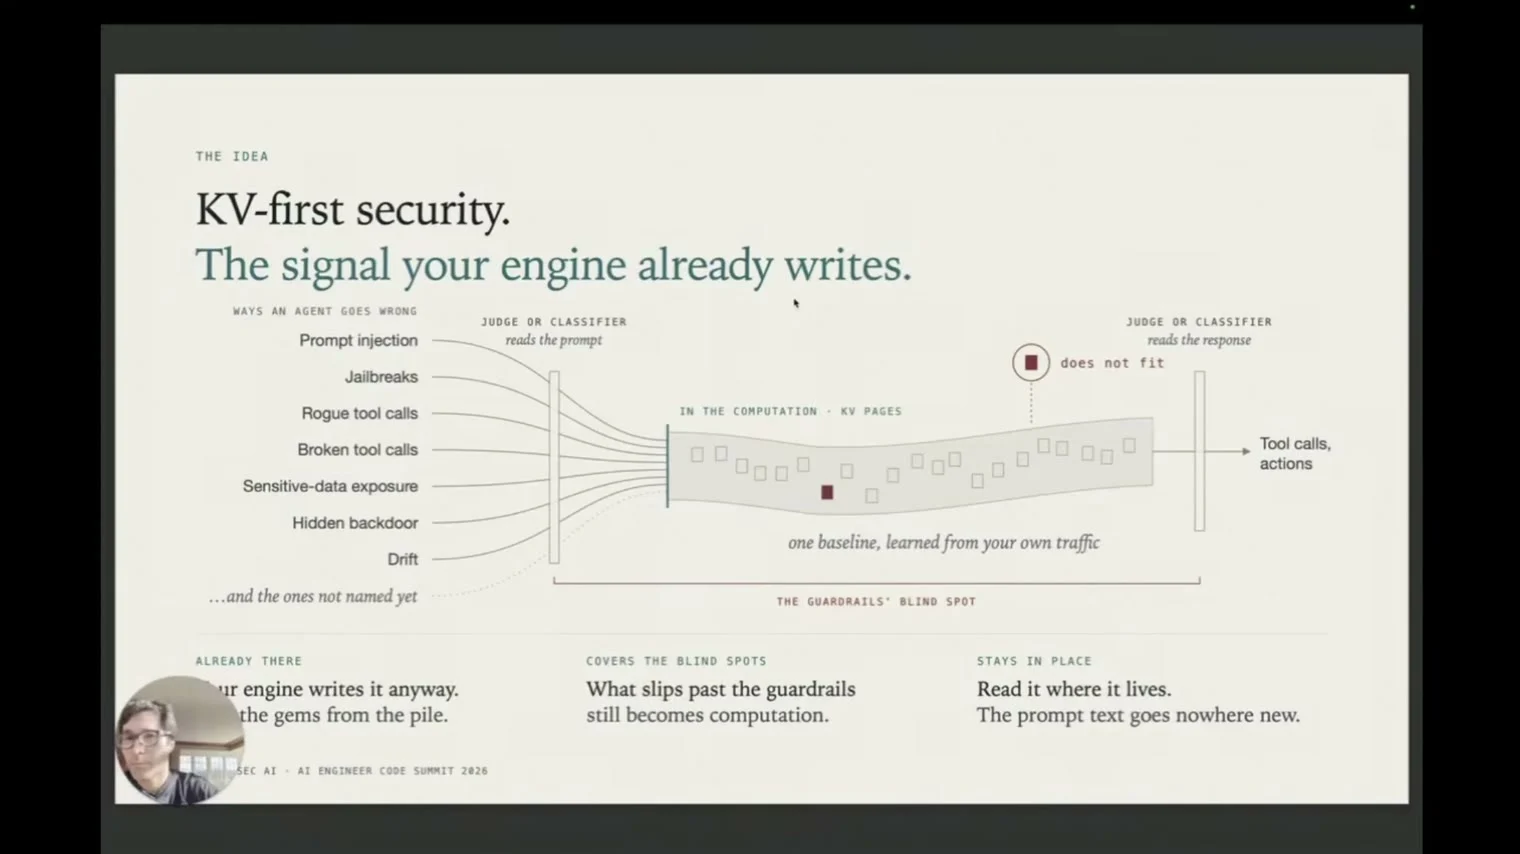 THE IDEA
KV-first security.
The signal your engine already writes.
WAYS AN AGENT GOES WRONG
Prompt injection
Jailbreaks
Rogue tool calls
Broken tool calls
Sensitive-data exposure
Hidden backdoor
Drift
...and the ones not named yet
JUDGE OR CLASSIFIER
reads the prompt
IN THE COMPUTATION · KV PAGES
does not fit
JUDGE OR CLASSIFIER
reads the response
Tool calls,
actions
one baseline, learned from your own traffic
THE GUARDRAILS' BLIND SPOT
ALREADY THERE
engine writes it anyway.
the gems from the pile.
COVERS THE BLIND SPOTS
What slips past the guardrails
still becomes computation.
STAYS IN PLACE
Read it where it lives.
The prompt text goes nowhere new.
SEC AI · AI ENGINEER CODE SUMMIT 2026